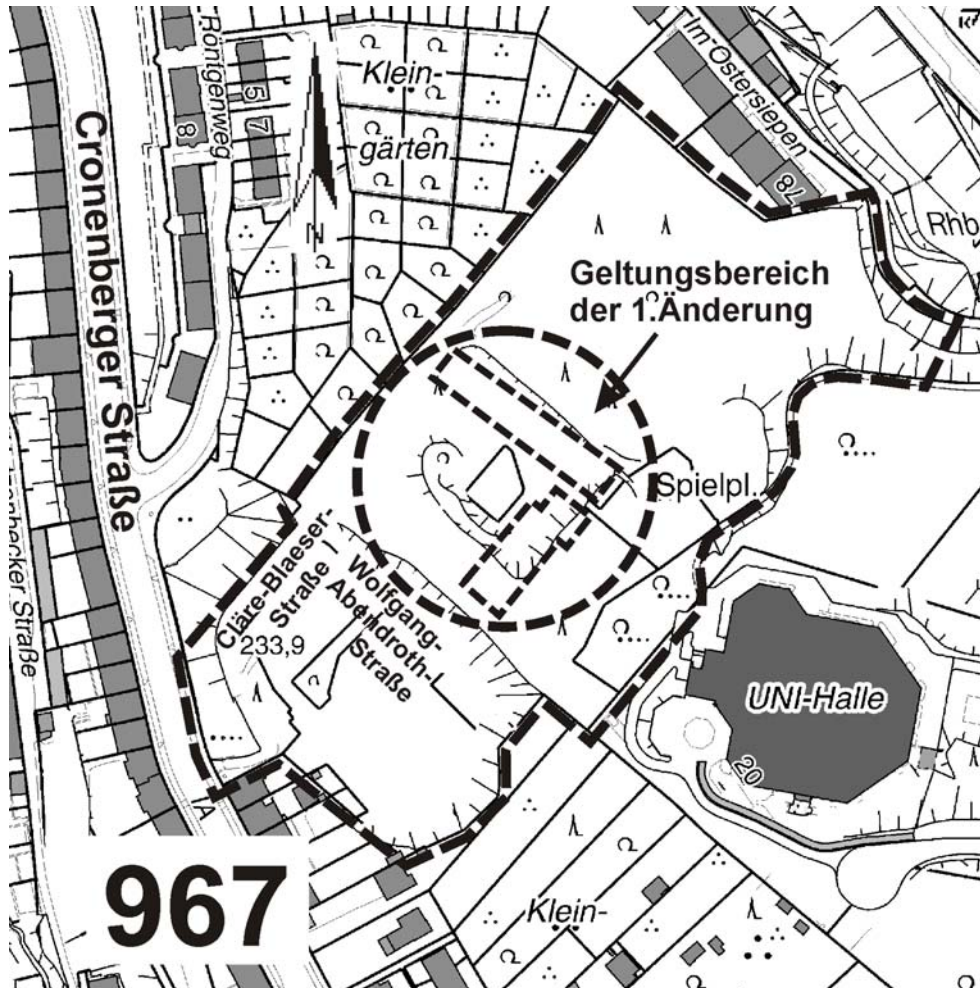 Röntgenweg
5
7
8
Klein-
gärten
Im Ostersiepen
78
Rhb
N
Cronenberger Straße
Geltungsbereich
der 1.Änderung
Spielpl.
Cläre-Blaeser-
Straße /
Wolfgang-
Abendroth-
Straße
233,9
UNI-Halle
20
Straße
967
Klein-